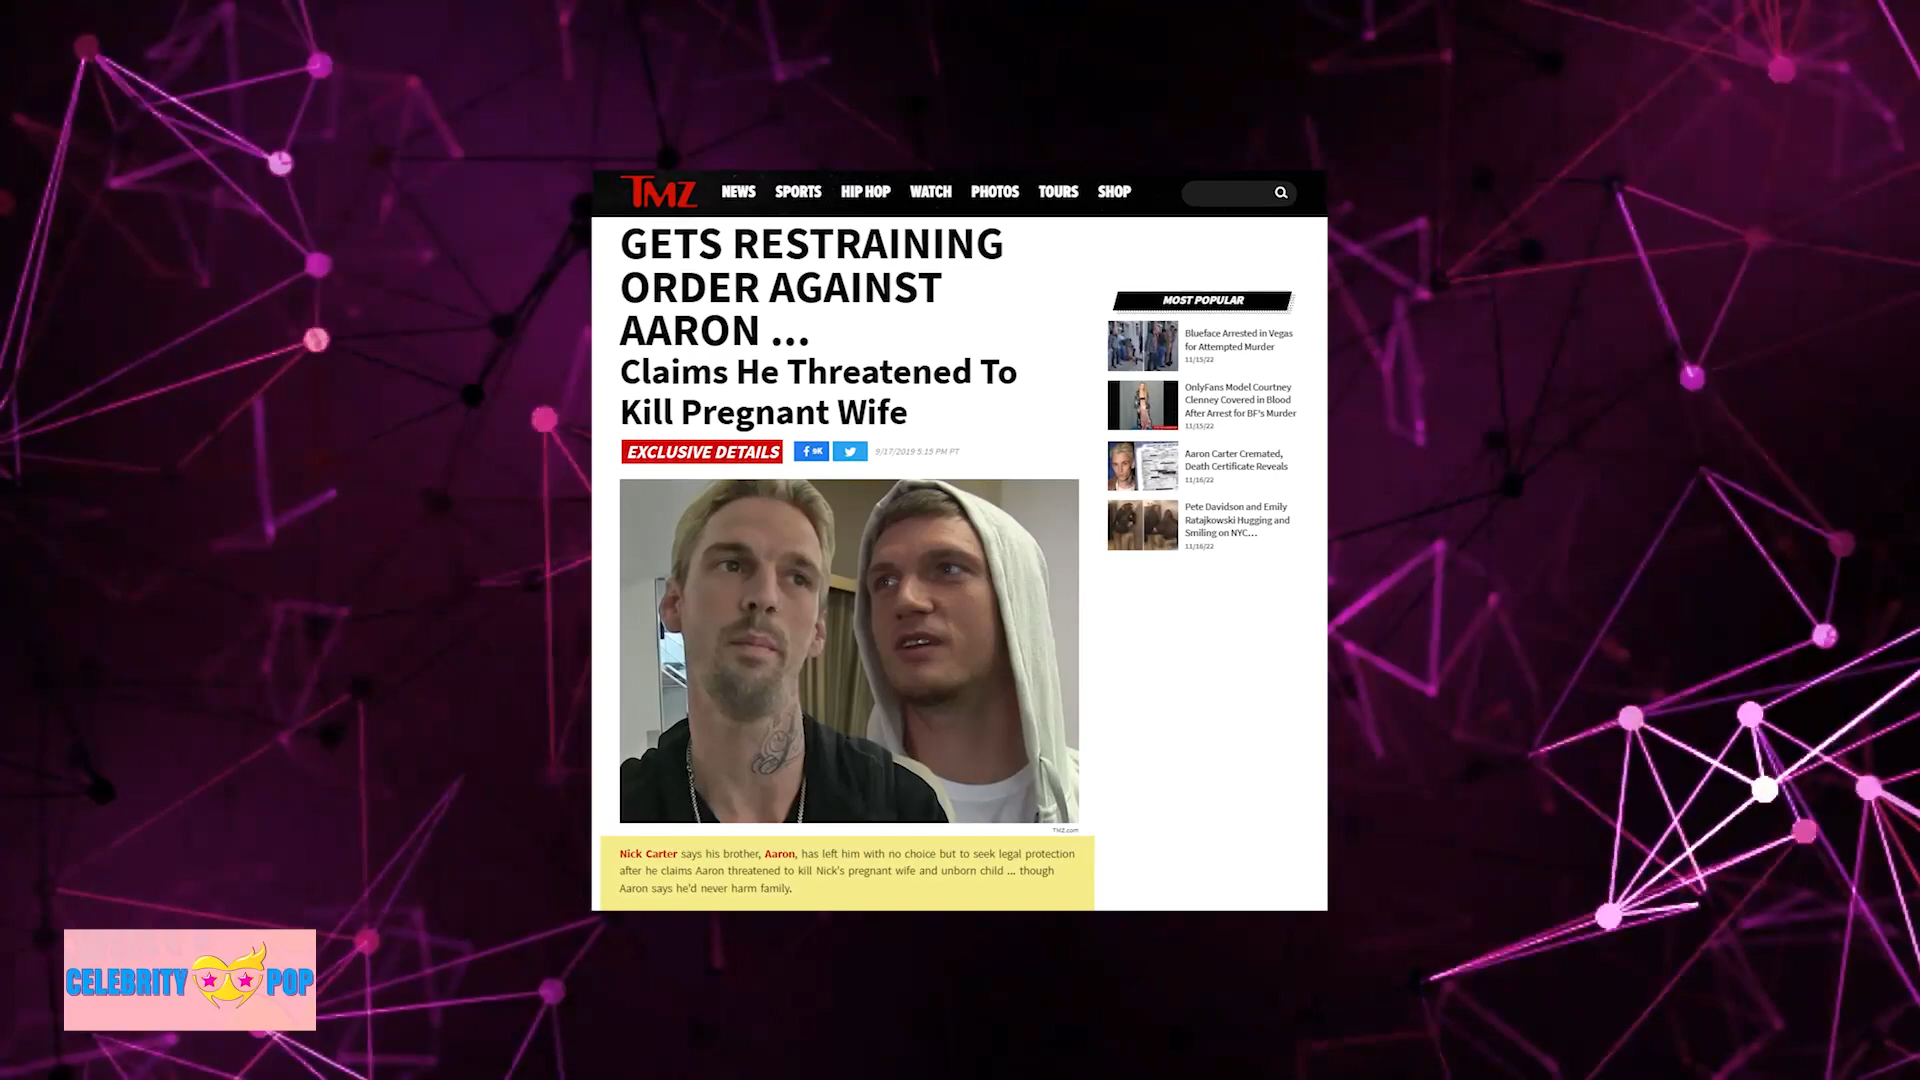 TMZ NEWS SPORTS HIP HOP WATCH PHOTOS TOURS SHOP
GETS RESTRAINING
ORDER AGAINST
AARON ...
Claims He Threatened To
Kill Pregnant Wife
EXCLUSIVE DETAILS f 9K 9/17/2019 5:15 PM PT
TMZ.com
Nick Carter says his brother, Aaron, has left him with no choice but to seek legal protection
after he claims Aaron threatened to kill Nick's pregnant wife and unborn child ... though
Aaron says he'd never harm family.
MOST POPULAR
Blueface Arrested in Vegas
for Attempted Murder
11/15/22
OnlyFans Model Courtney
Clenney Covered in Blood
After Arrest for BF's Murder
11/15/22
Aaron Carter Cremated,
Death Certificate Reveals
11/16/22
Pete Davidson and Emily
Ratajkowski Hugging and
Smiling on NYC...
11/16/22
CELEBRITY POP